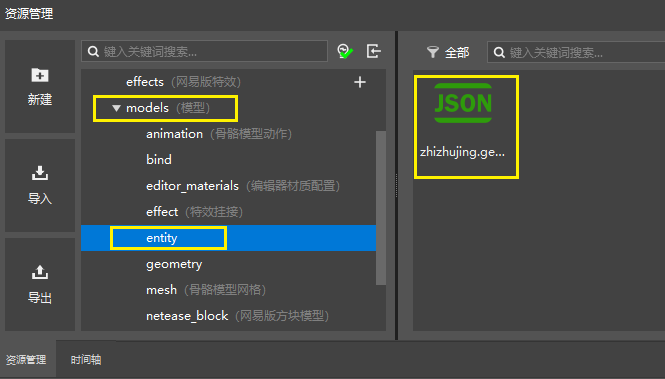 资源管理
新建
导入
导出
键入关键词搜索...
effects（网易版特效）
models（模型）
animation（骨骼模型动作）
bind
editor_materials（编辑器材质配置）
effect（特效挂接）
entity
geometry
mesh（骨骼模型网格）
netease_block（网易版方块模型）
全部
键入关键词搜索...
JSON
zhizhujing.ge...
资源管理
时间轴